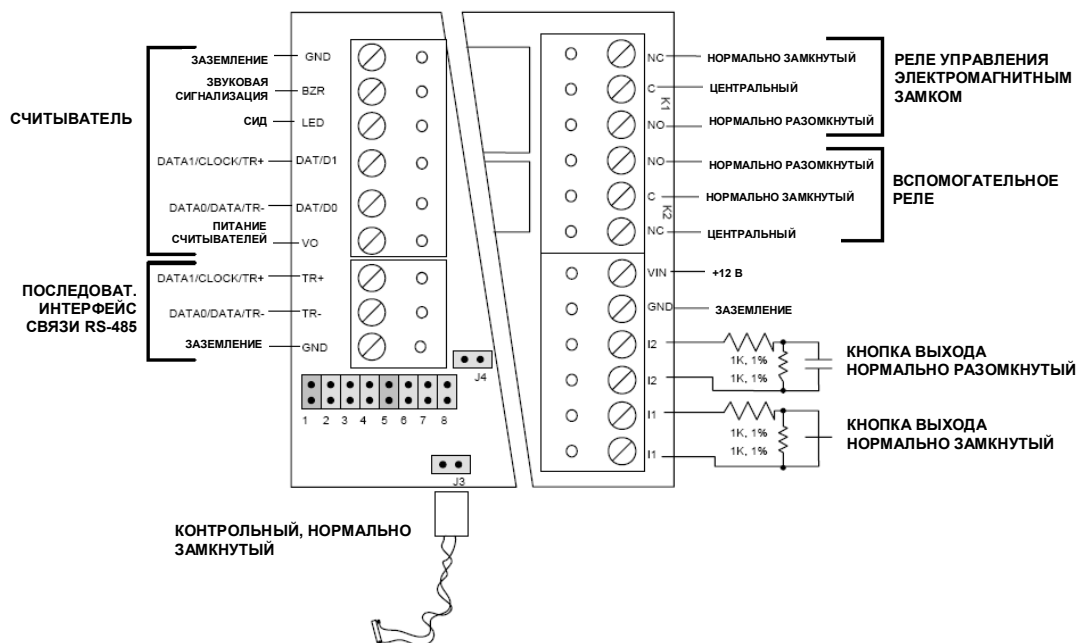 СЧИТЫВАТЕЛЬ
ЗАЗЕМЛЕНИЕ
GND
ЗВУКОВАЯ
СИГНАЛИЗАЦИЯ
BZR
СИД
LED
DATA1/CLOCK/TR+
DAT/D1
DATA0/DATA/TR-
DAT/D0
ПИТАНИЕ
СЧИТЫВАТЕЛЕЙ
VO
ПОСЛЕДОВАТ.
ИНТЕРФЕЙС
СВЯЗИ RS-485
DATA1/CLOCK/TR+
TR+
DATA0/DATA/TR-
TR-
ЗАЗЕМЛЕНИЕ
GND
J4
1 2 3 4 5 6 7 8
J3
КОНТРОЛЬНЫЙ, НОРМАЛЬНО
ЗАМКНУТЫЙ
NC
НОРМАЛЬНО ЗАМКНУТЫЙ
C
ЦЕНТРАЛЬНЫЙ
K1
NO
НОРМАЛЬНО РАЗОМКНУТЫЙ
РЕЛЕ УПРАВЛЕНИЯ
ЭЛЕКТРОМАГНИТНЫМ
ЗАМКОМ
NO
НОРМАЛЬНО РАЗОМКНУТЫЙ
C
НОРМАЛЬНО ЗАМКНУТЫЙ
K2
NC
ЦЕНТРАЛЬНЫЙ
ВСПОМОГАТЕЛЬНОЕ
РЕЛЕ
VIN
+12 В
GND
ЗАЗЕМЛЕНИЕ
I2
1K, 1%
1K, 1%
I2
КНОПКА ВЫХОДА
НОРМАЛЬНО РАЗОМКНУТЫЙ
I1
1K, 1%
1K, 1%
I1
КНОПКА ВЫХОДА
НОРМАЛЬНО ЗАМКНУТЫЙ